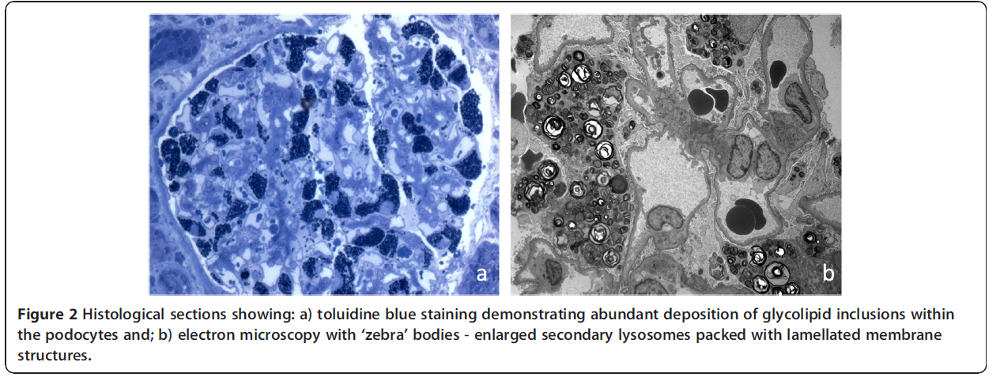 a
b
Figure 2 Histological sections showing: a) toluidine blue staining demonstrating abundant deposition of glycolipid inclusions within
the podocytes and; b) electron microscopy with ‘zebra’ bodies - enlarged secondary lysosomes packed with lamellated membrane
structures.